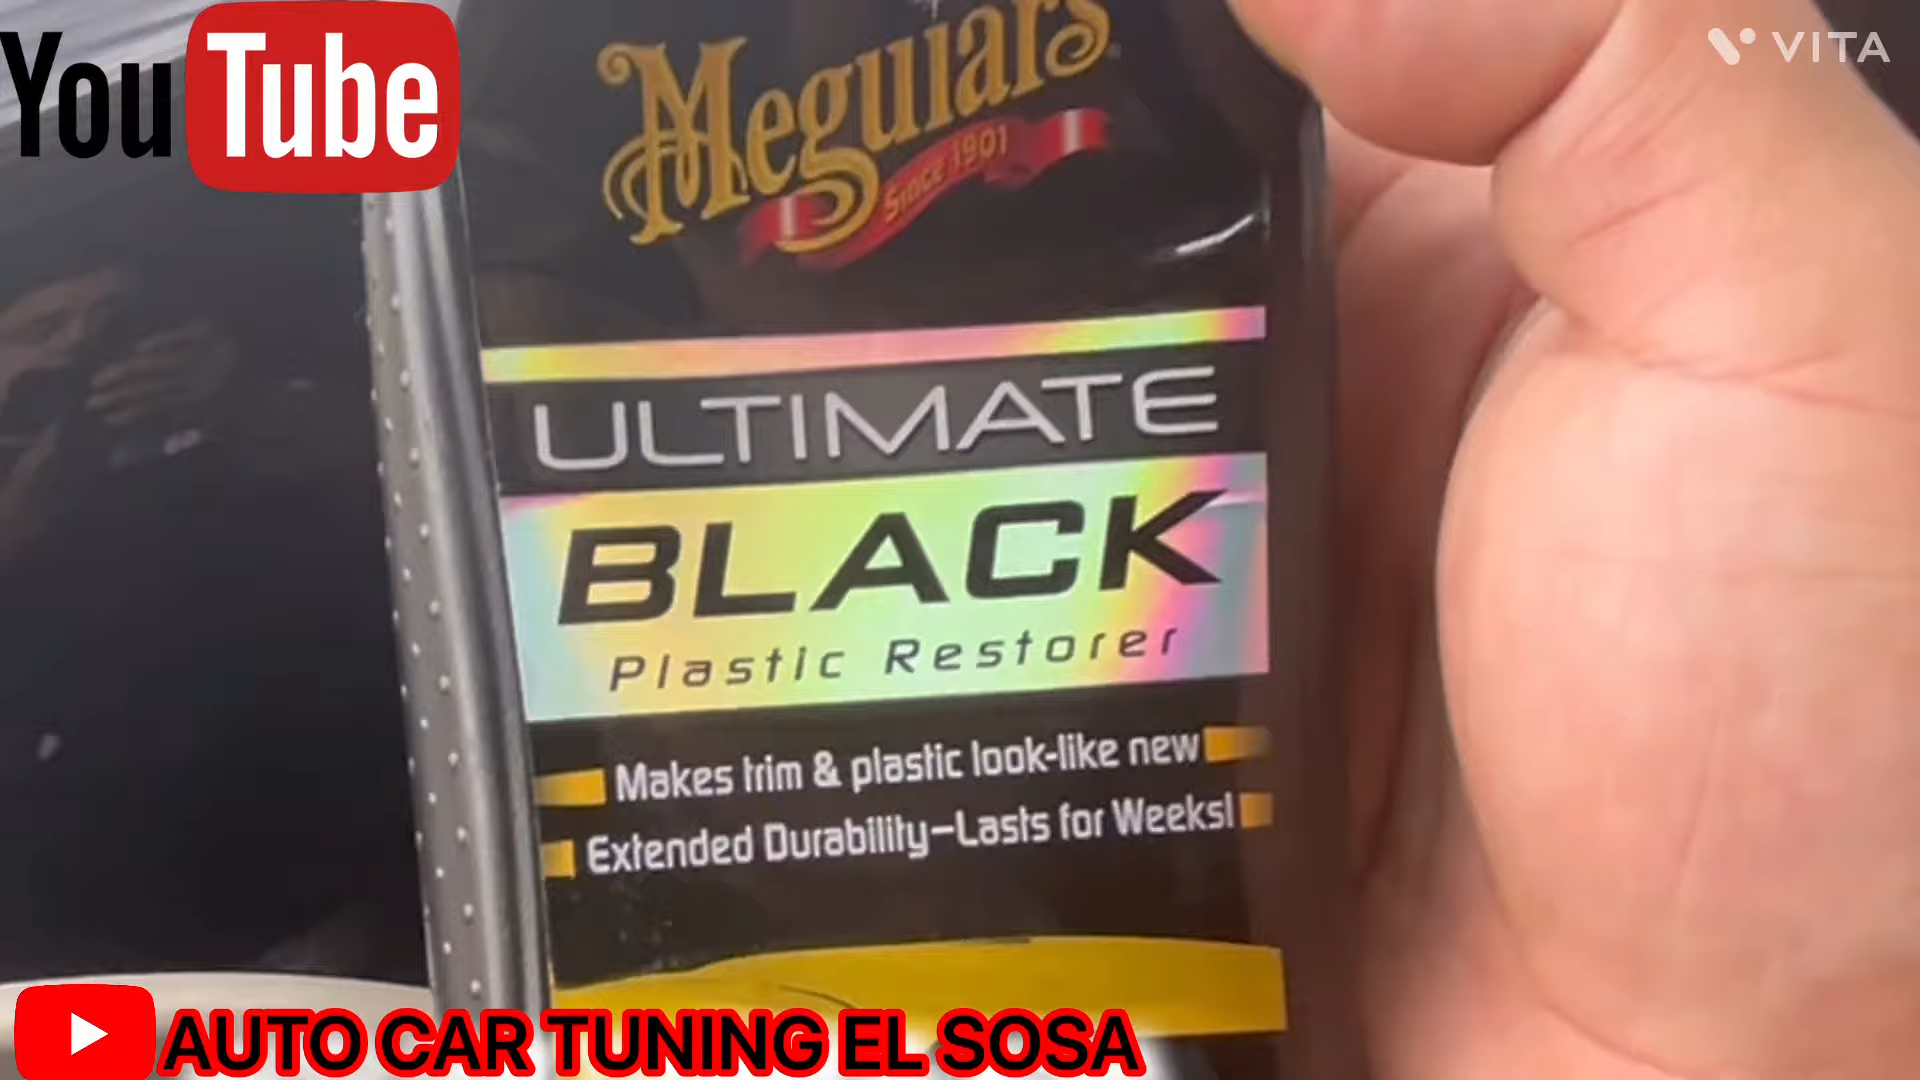 YouTube
VITA
Meguiar's
Since 1901
ULTIMATE
BLACK
Plastic Restorer
Makes trim & plastic look-like new
Extended Durability–Lasts for Weeks!
AUTO CAR TUNING EL SOSA